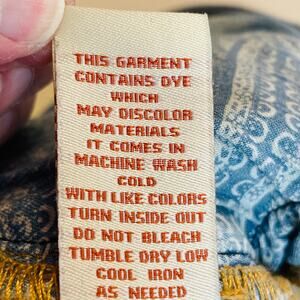 THIS GARMENT
CONTAINS DYE
WHICH
MAY DISCOLOR
MATERIALS
IT COMES IN
MACHINE WASH
COLD
WITH LIKE COLORS
TURN INSIDE OUT
DO NOT BLEACH
TUMBLE DRY LOW
COOL IRON
AS NEEDED